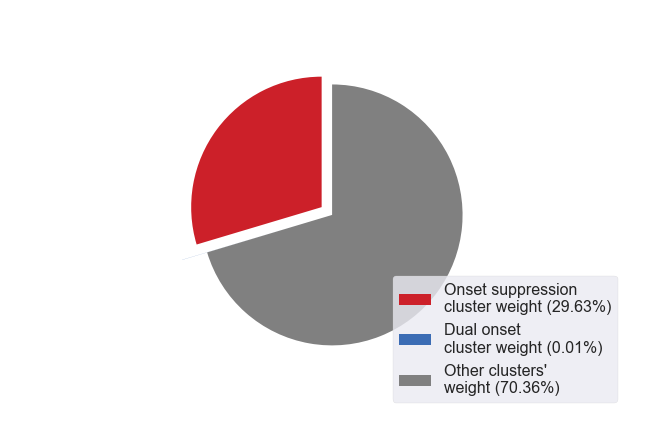 Onset suppression
cluster weight (29.63%)
Dual onset
cluster weight (0.01%)
Other clusters'
weight (70.36%)